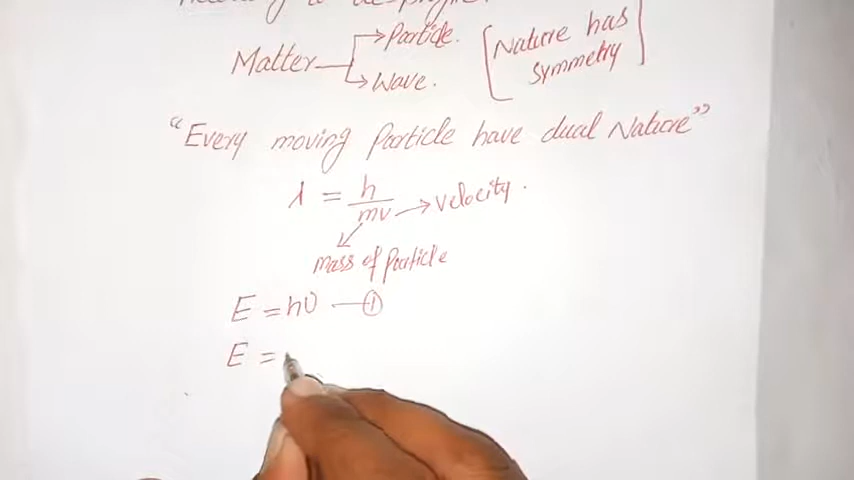 Matter → Particle. [Nature has
→ Wave. symmetry]
"Every moving Particle have dual Nature"
λ = h/mv → velocity.
mass of particle
E = hυ — ①
E =